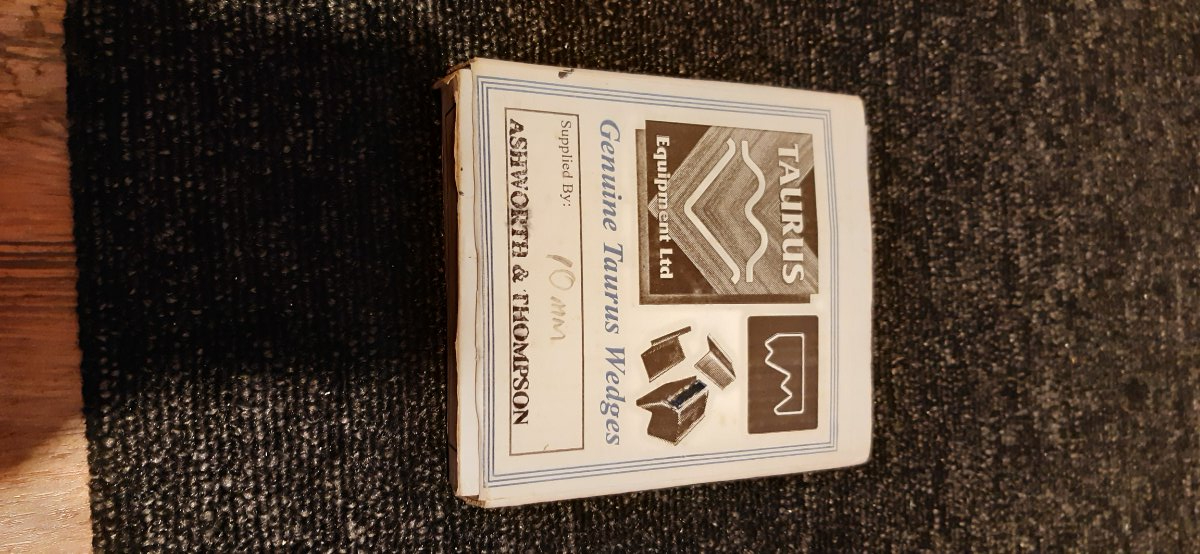 TAURUS
Equipment Ltd
Genuine Taurus Wedges
Supplied By:
10mm
ASHWORTH & THOMPSON